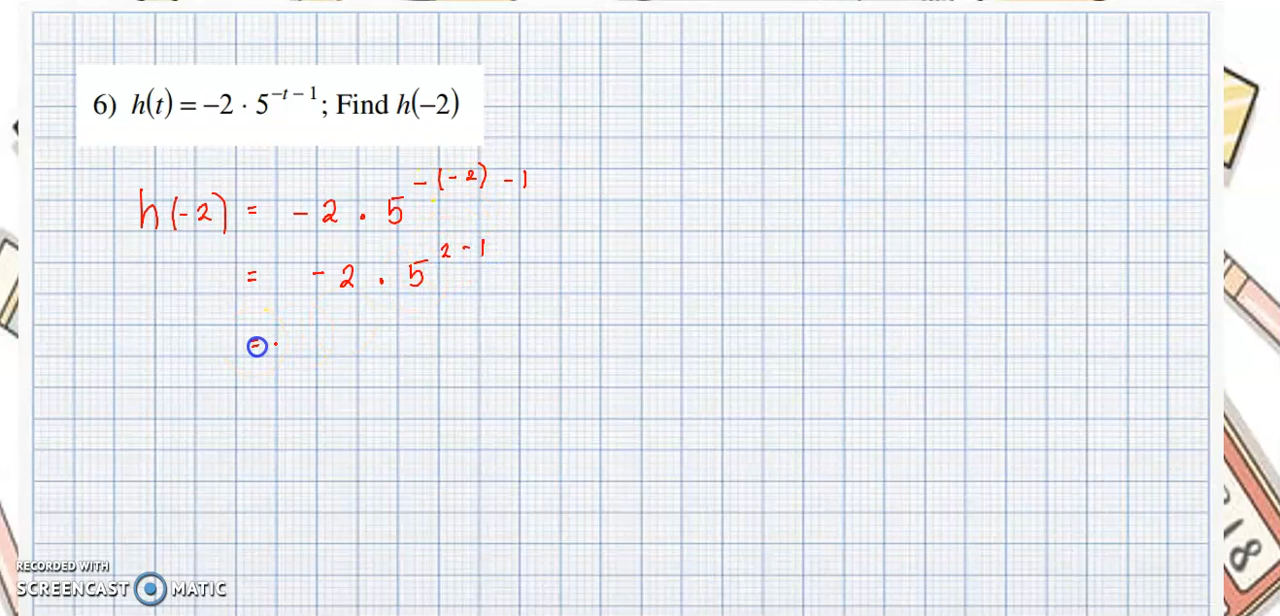 6) h(t) = −2 · 5^{−t − 1} ; Find h(−2)
h(-2) = -2 . 5^{-(-2) -1}
= -2 . 5^{2-1}
=
RECORDED WITH
SCREENCAST MATIC
18